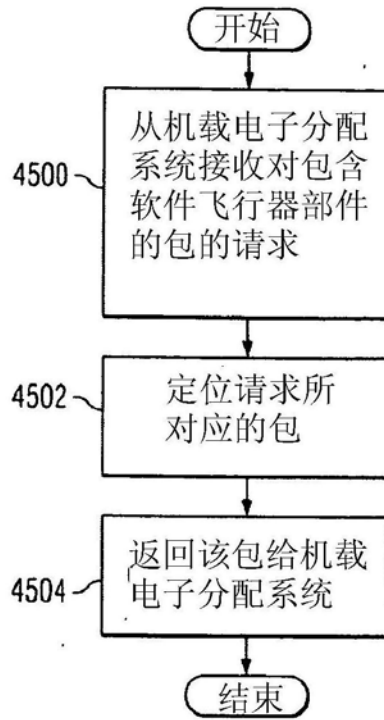 开始
从机载电子分配
系统接收对包含
软件飞行器部件
的包的请求
4500
定位请求所
对应的包
4502
返回该包给机载
电子分配系统
4504
结束